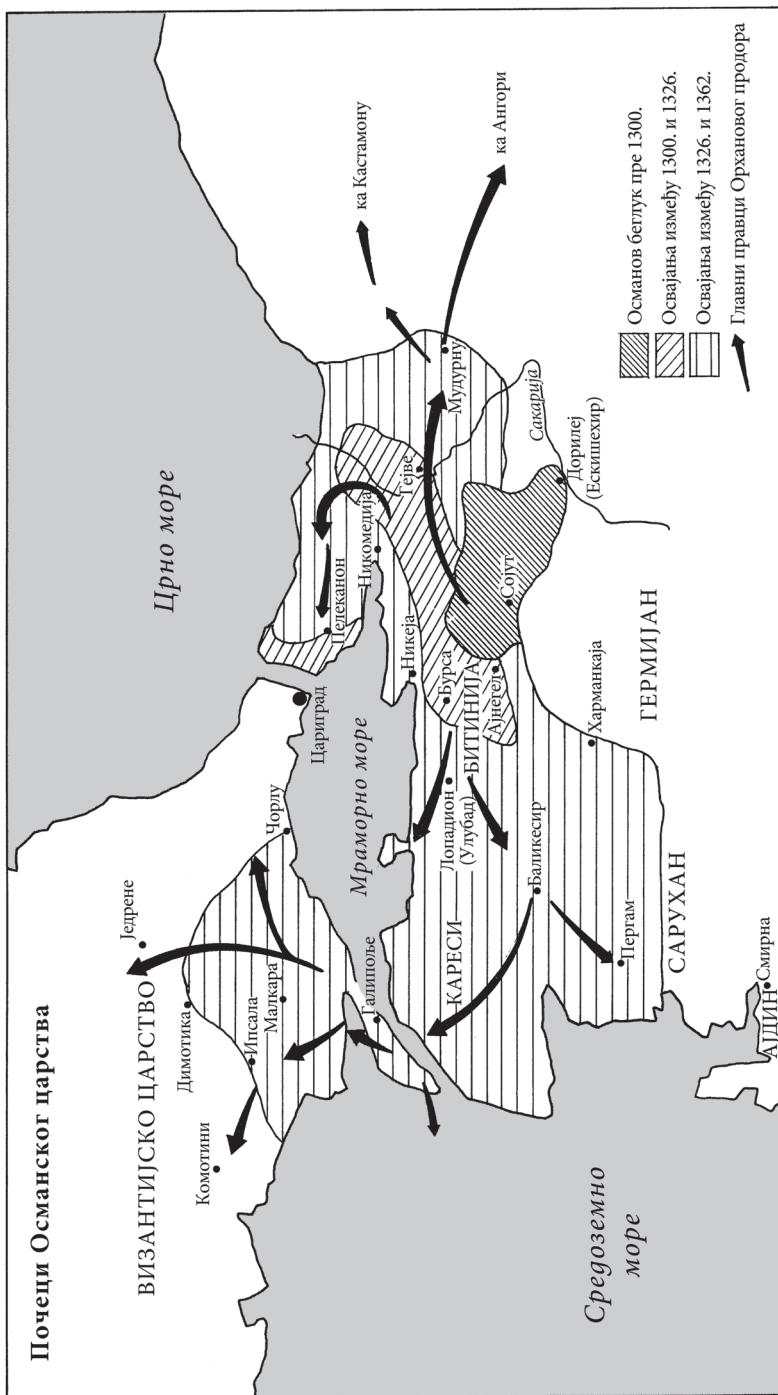 Почеци Османског царства
Црно море
ВИЗАНТИЈСКО ЦАРСТВО
Једрене
Димотика
Комотини
Ипсала
Малкара
Чорлу
Цариград
Галипоље
Мраморно море
Пелеканон
Никомедија
Никеја
Гејве
Мудурну
ка Кастамону
ка Ангори
Бурса
БИТИНИЈА
Ајнегел
Сојут
Сакарија
Дорилеј
(Ескишехир)
Лопадион
(Улубад)
КАРЕСИ
Баликесир
Пергам
Харманкаја
ГЕРМИЈАН
САРУХАН
Смирна
АЈДИН
Средоземно
море
Османов беглук пре 1300.
Освајања између 1300. и 1326.
Освајања између 1326. и 1362.
Главни правци Орхановог продора